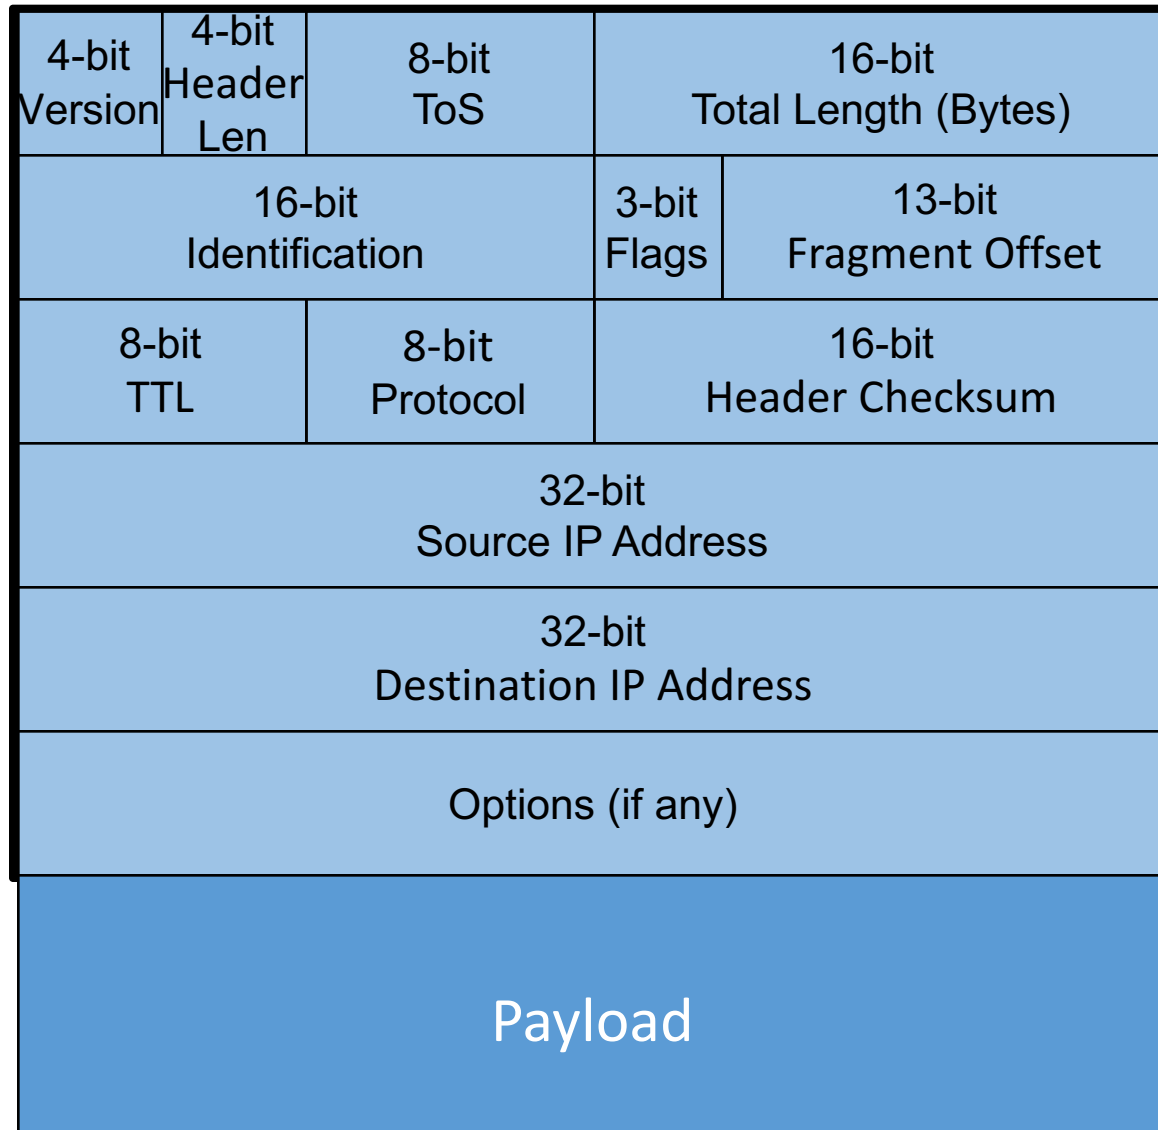 4-bit
Version
4-bit
Header
Len
8-bit
ToS
16-bit
Total Length (Bytes)
16-bit
Identification
3-bit
Flags
13-bit
Fragment Offset
8-bit
TTL
8-bit
Protocol
16-bit
Header Checksum
32-bit
Source IP Address
32-bit
Destination IP Address
Options (if any)
Payload